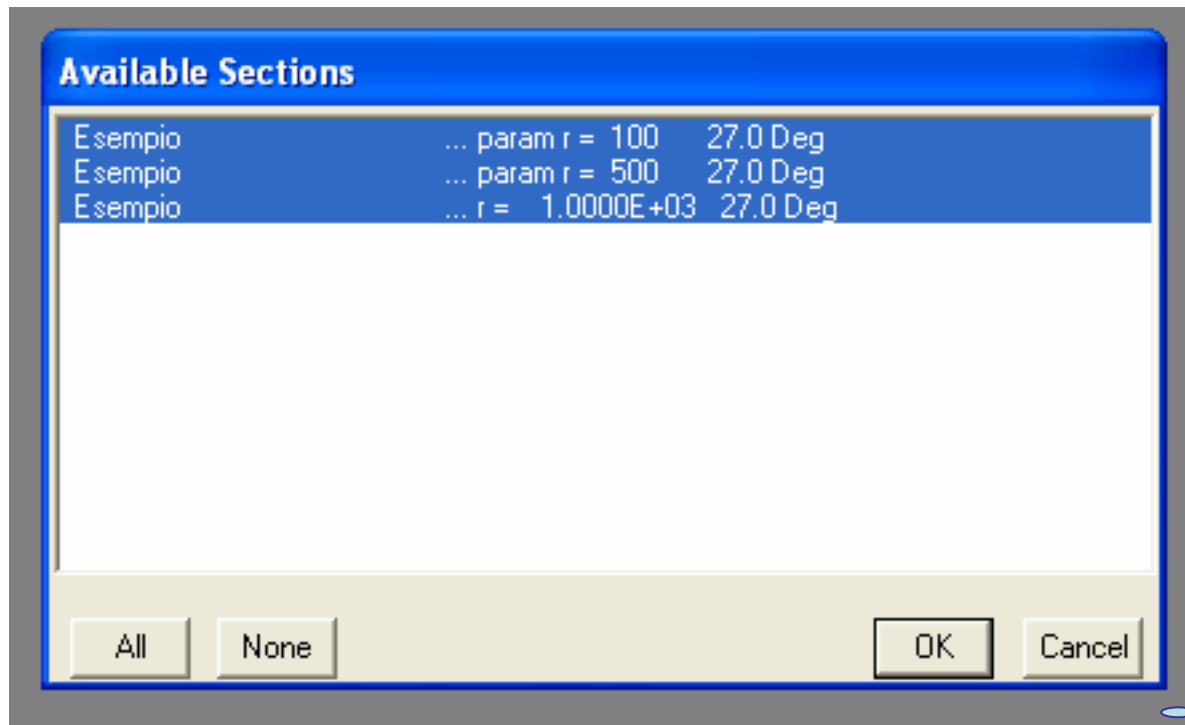 Available Sections
Esempio ... param r = 100 27.0 Deg
Esempio ... param r = 500 27.0 Deg
Esempio ... r = 1.0000E+03 27.0 Deg
All None OK Cancel